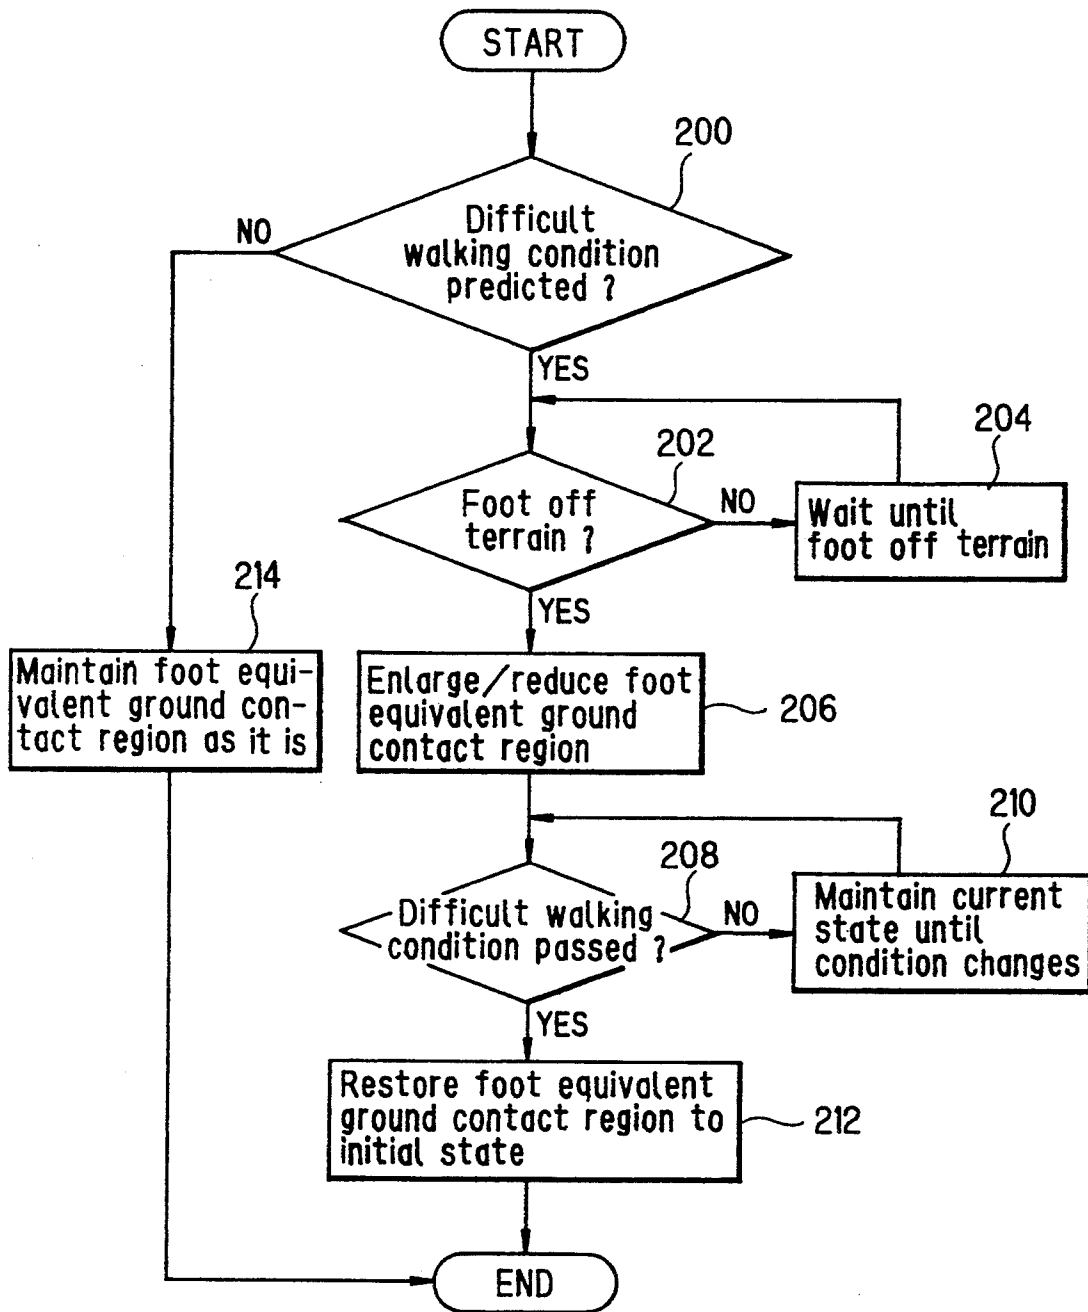 START
200
Difficult
walking condition
predicted ?
NO
YES
202
204
Foot off
terrain ?
NO
Wait until
foot off terrain
YES
214
Maintain foot equi-
valent ground con-
tact region as it is
Enlarge/reduce foot
equivalent ground
contact region
206
210
208
Difficult walking
condition passed ?
NO
Maintain current
state until
condition changes
YES
Restore foot equivalent
ground contact region to
initial state
212
END